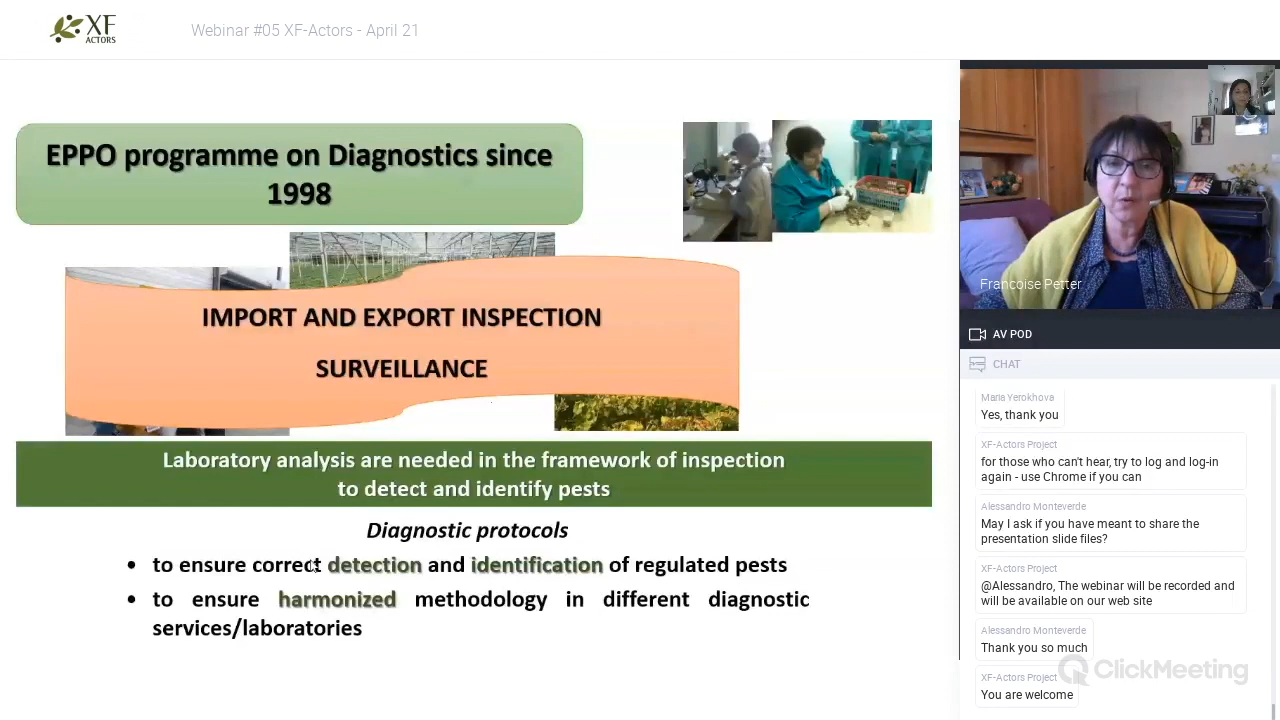 XF
ACTORS
Webinar #05 XF-Actors - April 21
EPPO programme on Diagnostics since
1998
IMPORT AND EXPORT INSPECTION
SURVEILLANCE
Laboratory analysis are needed in the framework of inspection
to detect and identify pests
Diagnostic protocols
• to ensure correct detection and identification of regulated pests
• to ensure harmonized methodology in different diagnostic
services/laboratories
Francoise Petter
AV POD
CHAT
Maria Yerokhova
Yes, thank you
XF-Actors Project
for those who can't hear, try to log and log-in
again - use Chrome if you can
Alessandro Monteverde
May I ask if you have meant to share the
presentation slide files?
XF-Actors Project
@Alessandro, The webinar will be recorded and
will be available on our web site
Alessandro Monteverde
Thank you so much
XF-Actors Project
You are welcome
ClickMeeting